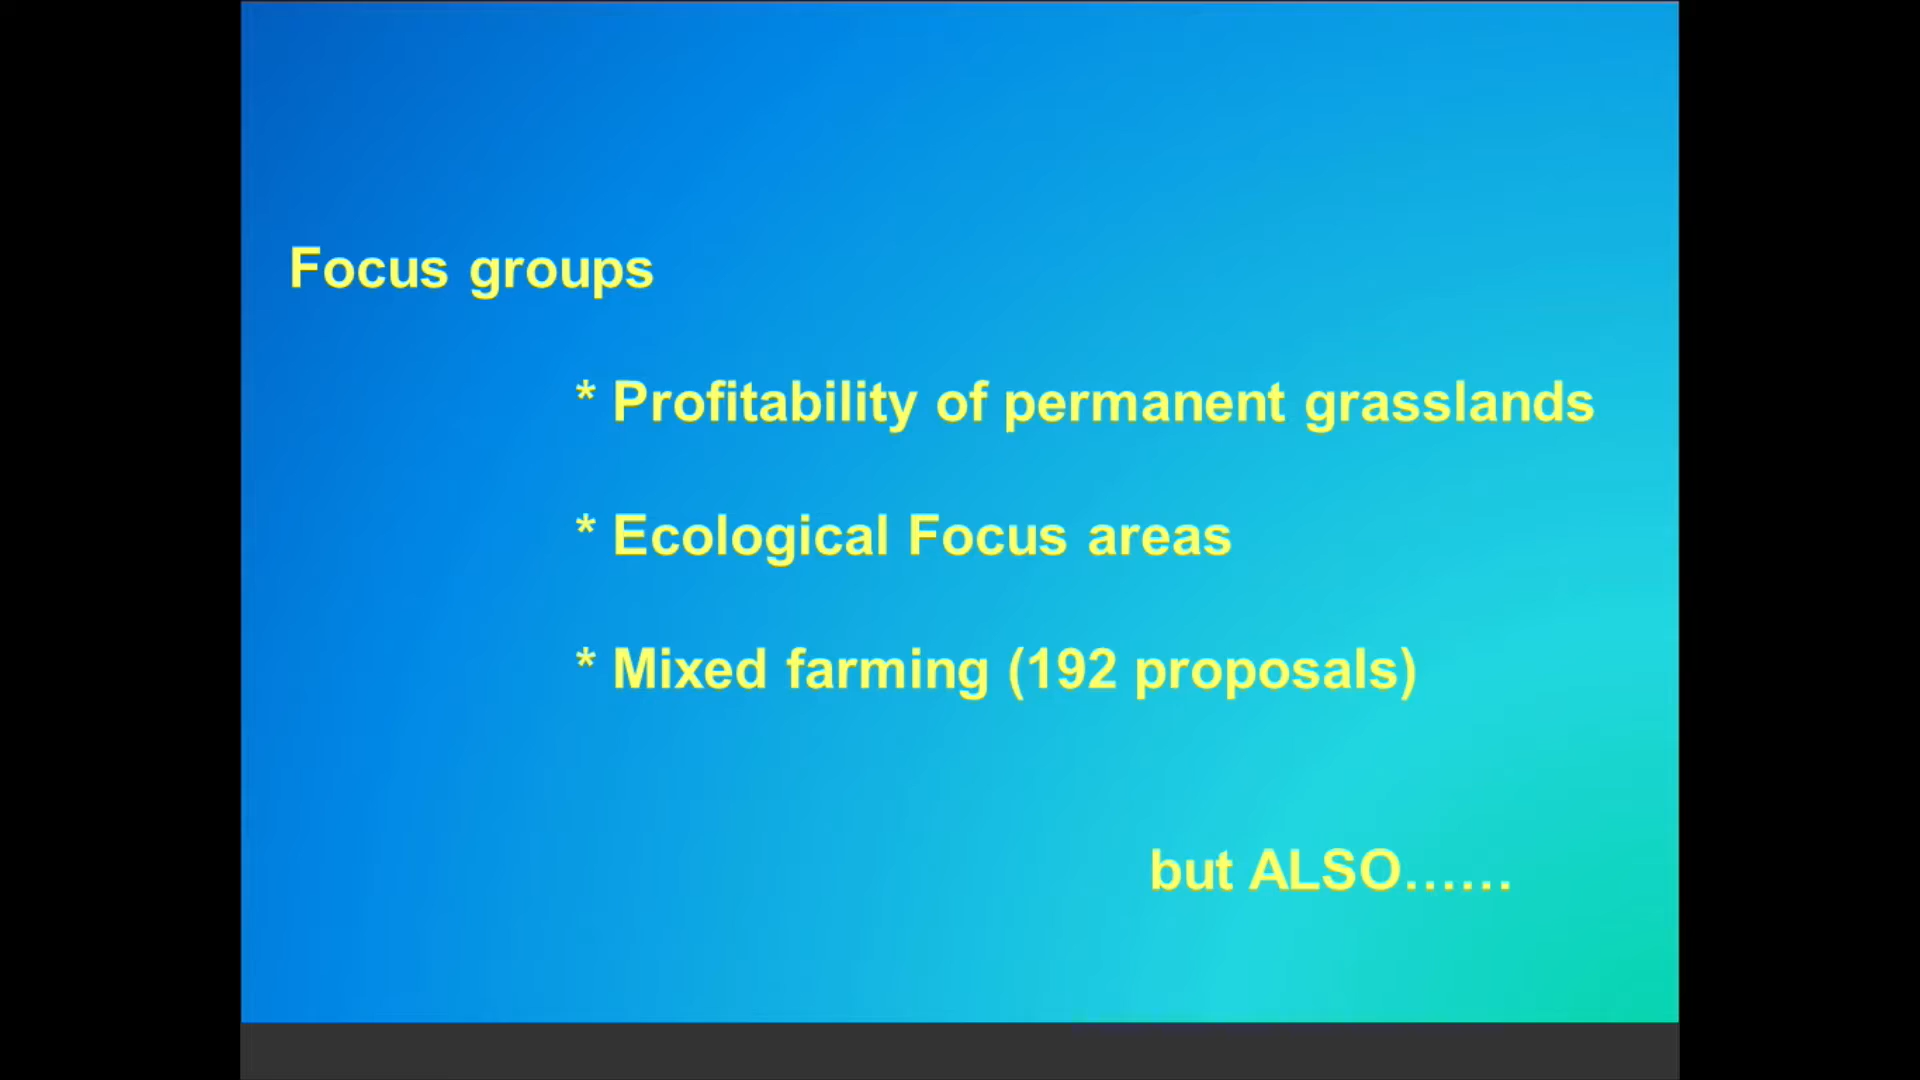 Focus groups
* Profitability of permanent grasslands
* Ecological Focus areas
* Mixed farming (192 proposals)
but ALSO......